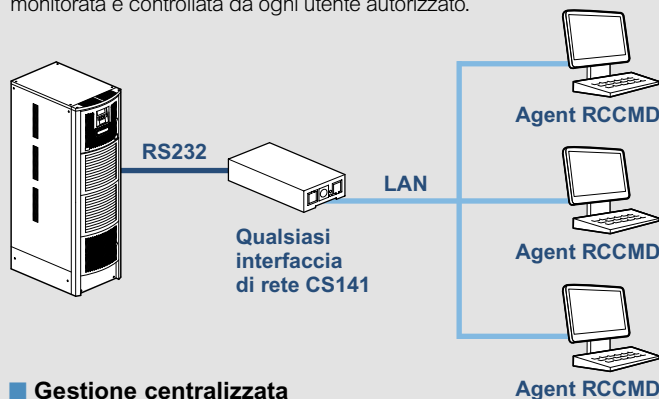 monitorata e controllata da ogni utente autorizzato.
Agent RCCMD
RS232
LAN
Qualsiasi
interfaccia
di rete CS141
Agent RCCMD
Agent RCCMD
Gestione centralizzata